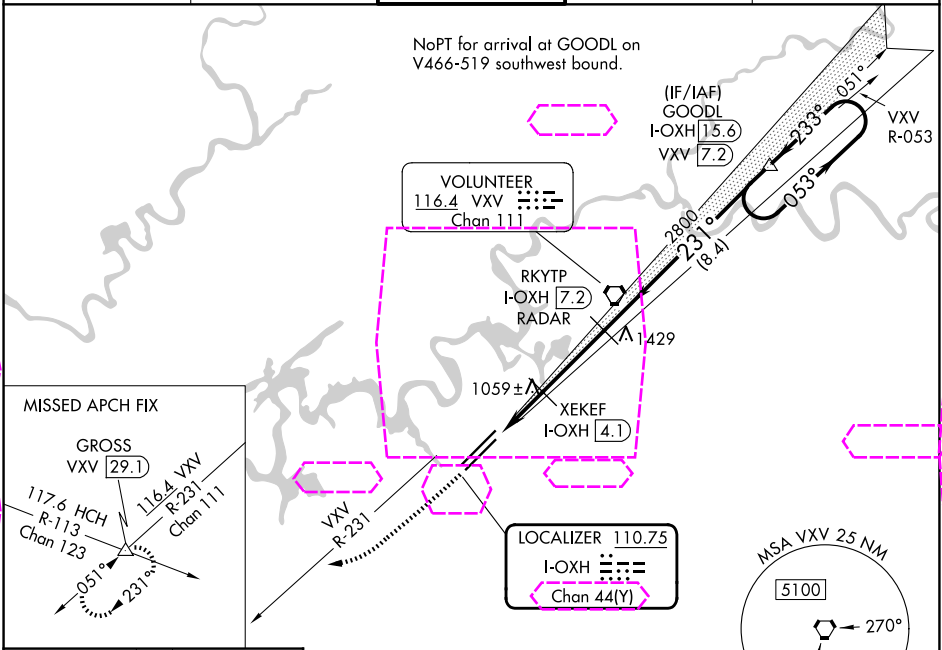 NoPT for arrival at GOODL on
V466-519 southwest bound.
(IF/IAF)
GOODL
I-OXH 15.6
VXV 7.2
051°
233°
053°
VXV
R-053
VOLUNTEER
116.4 VXV
Chan 111
2800
231°
(8.4)
RKYTP
I-OXH 7.2
RADAR
1429
1059±
XEKEF
I-OXH 4.1
MISSED APCH FIX
GROSS
VXV 29.1
117.6 HCH
R-113
Chan 123
116.4 VXV
R-231
Chan 111
051°
231°
VXV
R-231
LOCALIZER 110.75
I-OXH
Chan 44(Y)
MSA VXV 25 NM
5100
270°